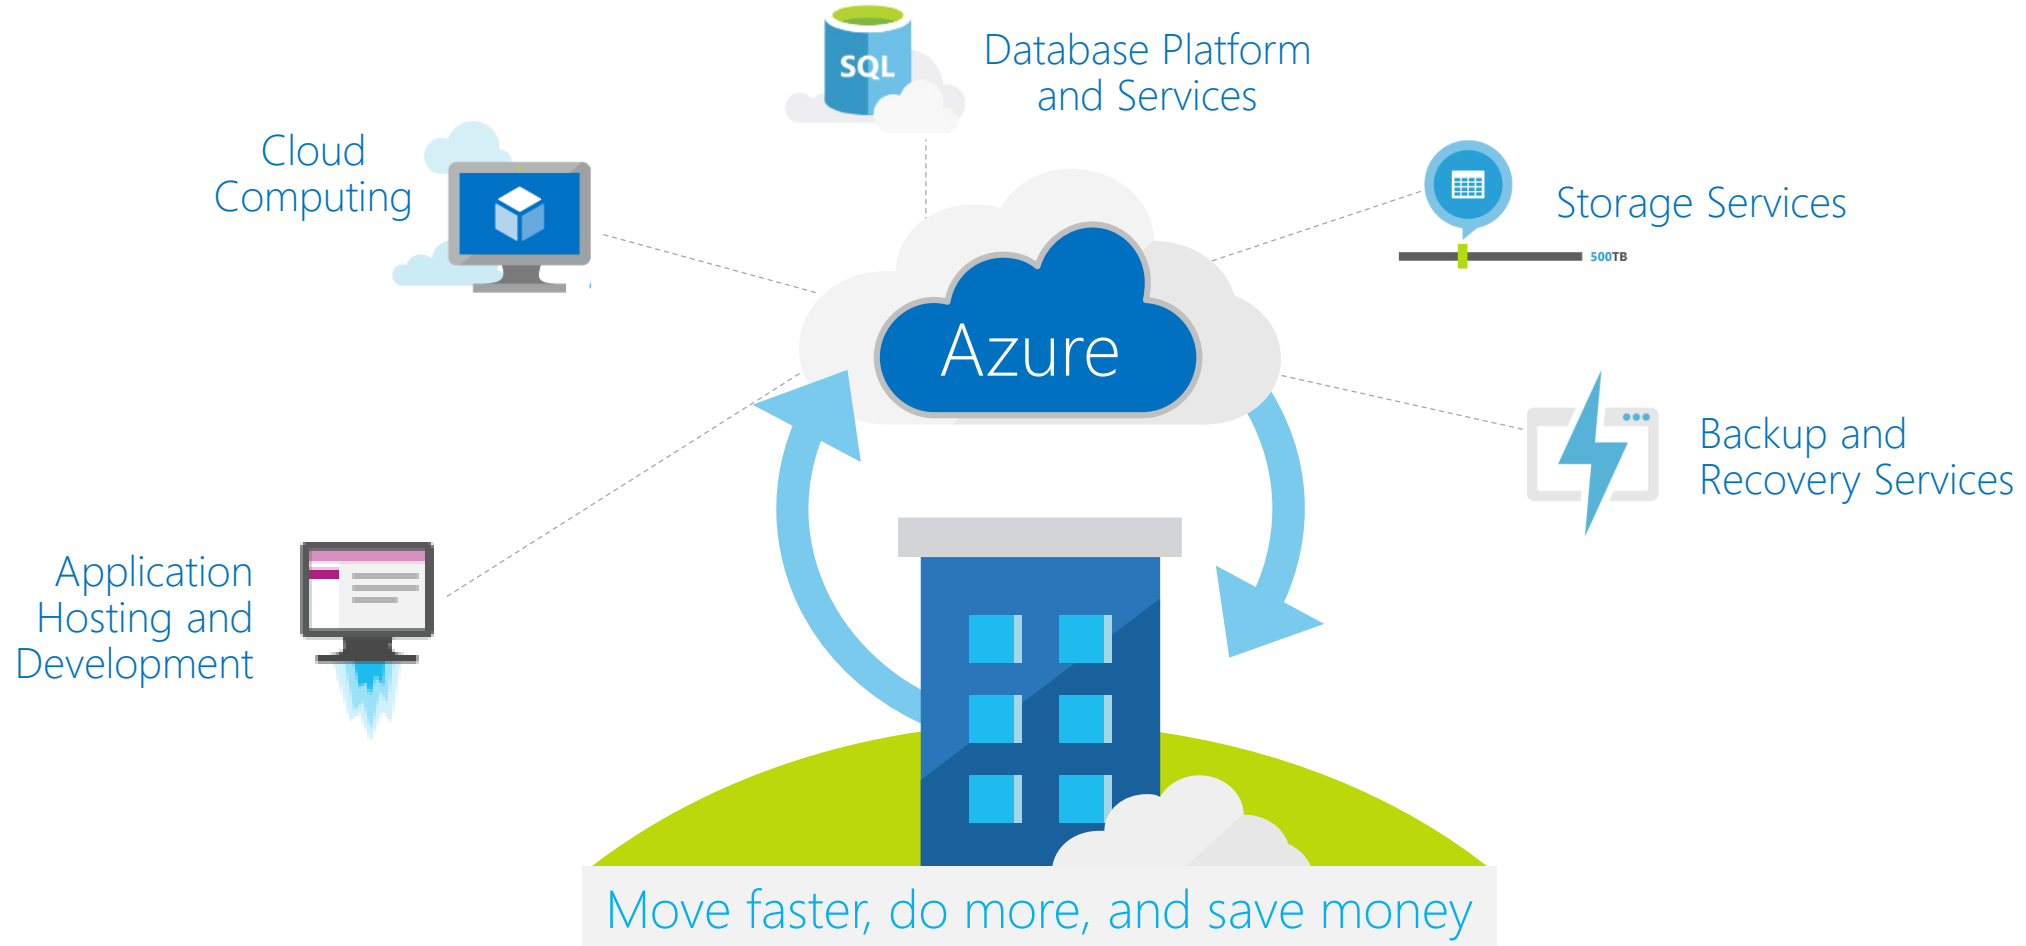 SQL
Database Platform
and Services
Cloud
Computing
Storage Services
500TB
Azure
Backup and
Recovery Services
Application
Hosting and
Development
Move faster, do more, and save money